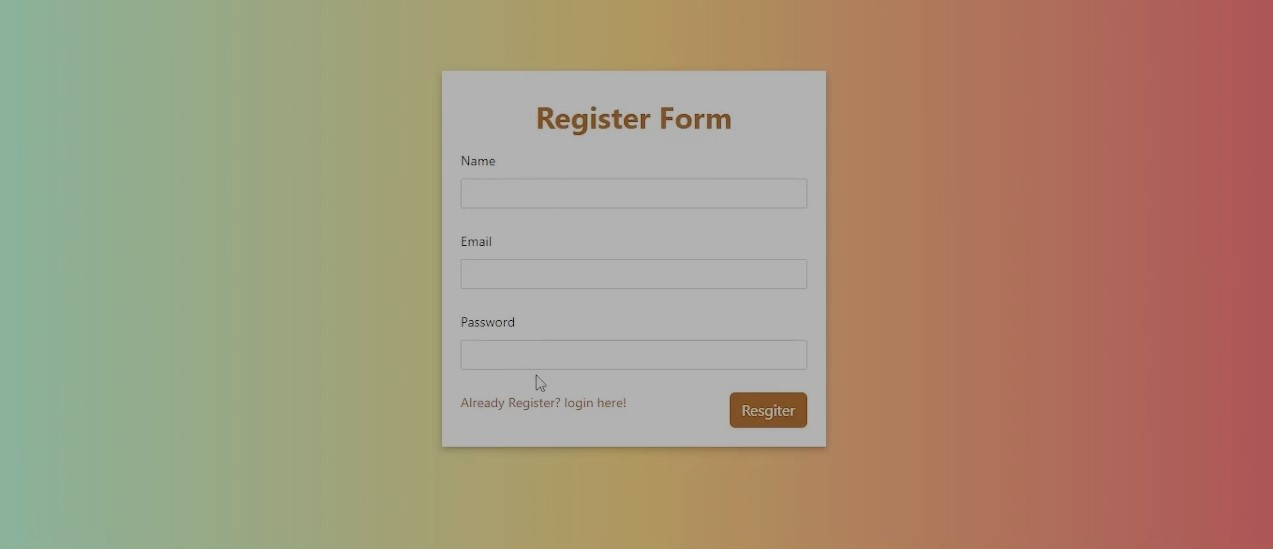 Register Form
Name
Email
Password
Already Register? login here!
Resgiter